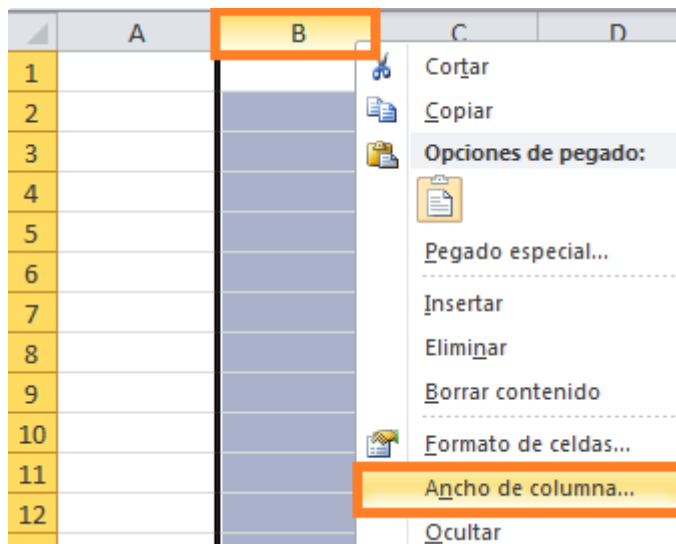 A B C D
1
Cortar
2
Copiar
3
Opciones de pegado:
4
5
Pegado especial...
6
7
Insertar
8
Eliminar
9
Borrar contenido
10
Formato de celdas...
11
Ancho de columna...
12
Ocultar